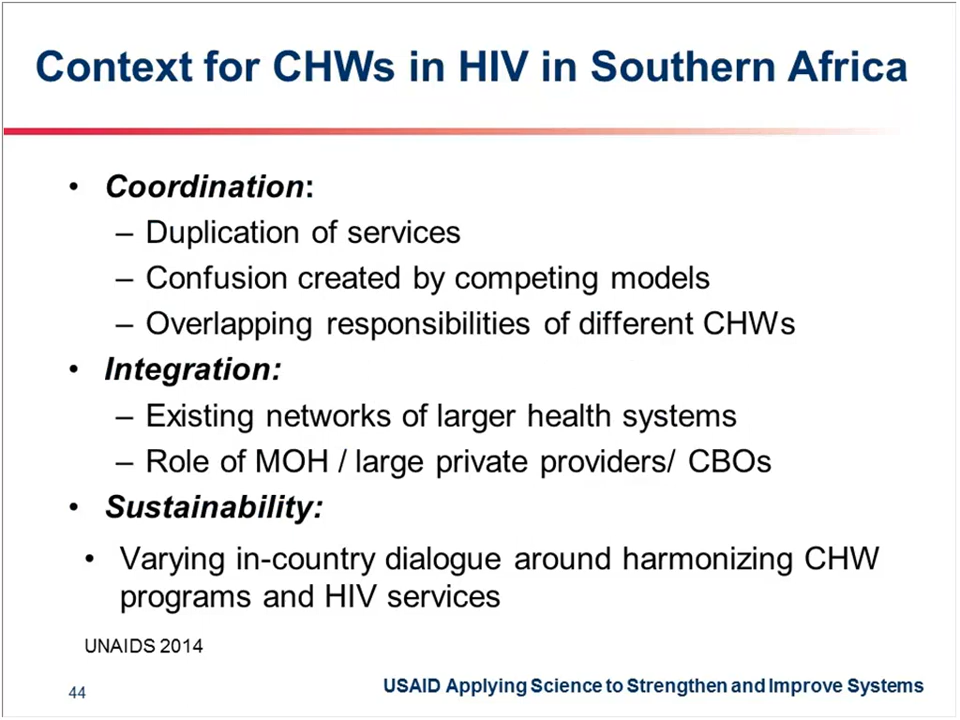 Context for CHWs in HIV in Southern Africa
• Coordination:
– Duplication of services
– Confusion created by competing models
– Overlapping responsibilities of different CHWs
• Integration:
– Existing networks of larger health systems
– Role of MOH / large private providers/ CBOs
• Sustainability:
• Varying in-country dialogue around harmonizing CHW
programs and HIV services
UNAIDS 2014
44
USAID Applying Science to Strengthen and Improve Systems